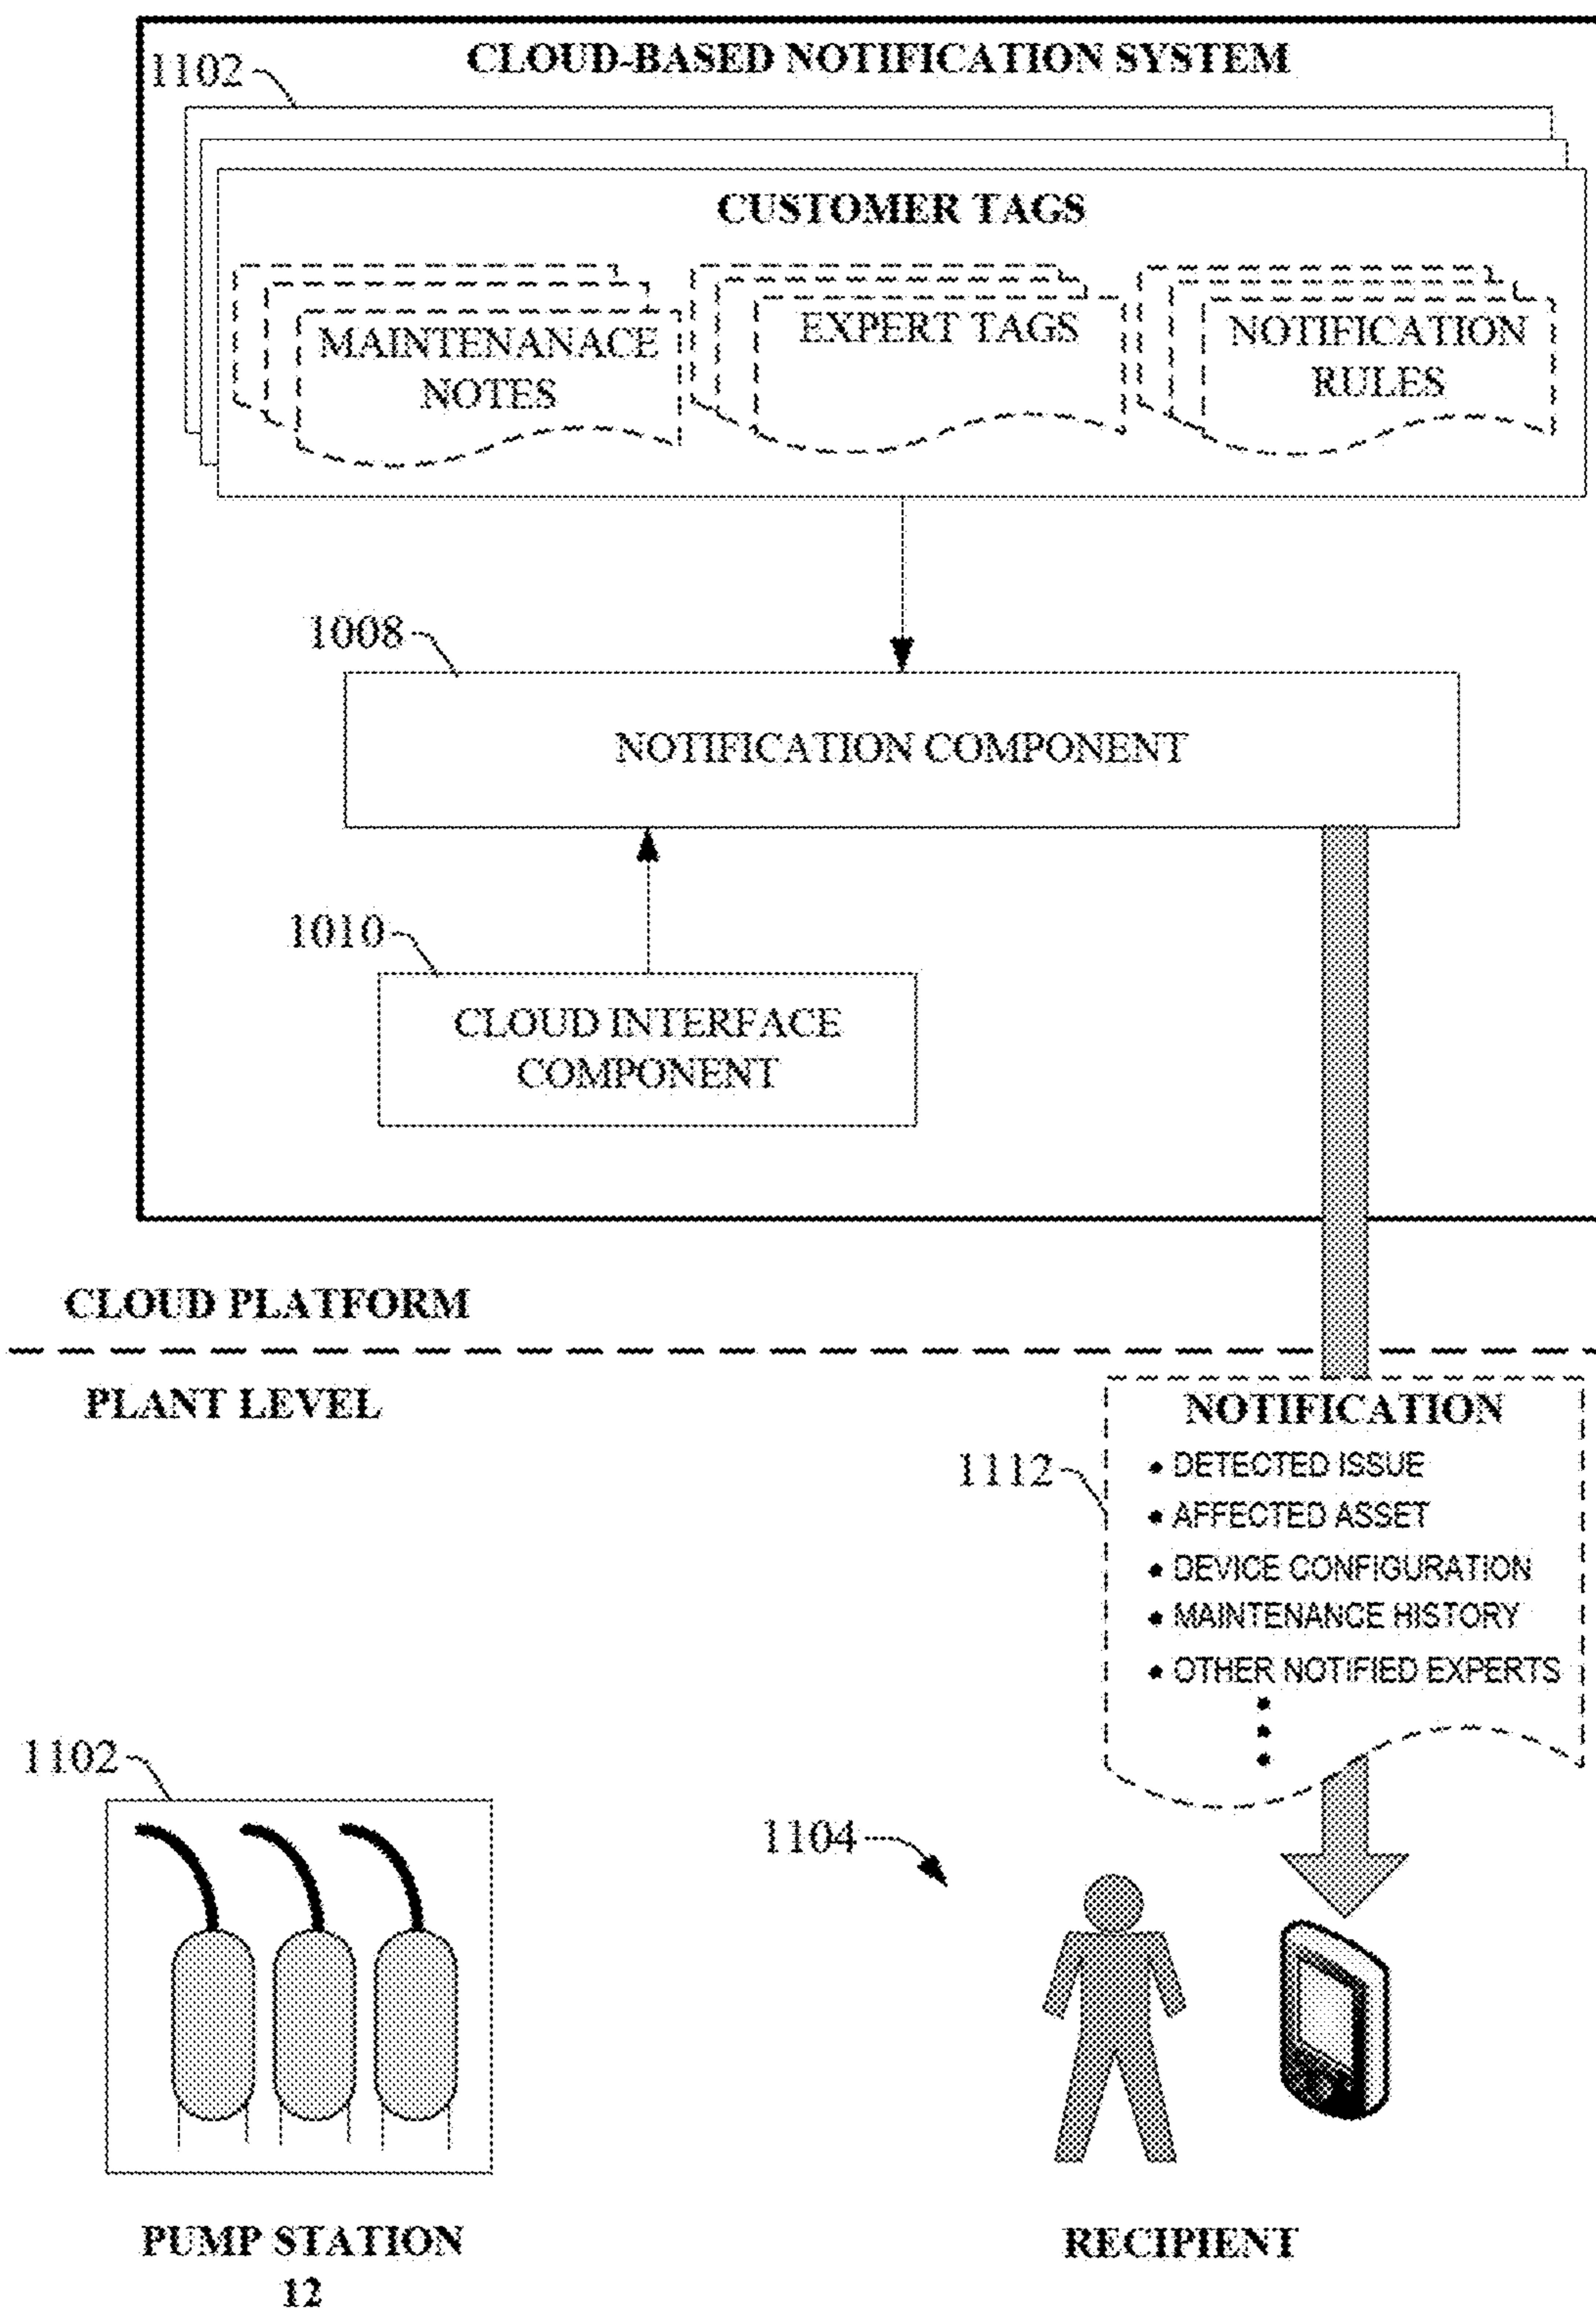 CLOUD-BASED NOTIFICATION SYSTEM
1102
CUSTOMER TAGS
MAINTENANACE
NOTES
EXPERT TAGS
NOTIFICATION
RULES
1008
NOTIFICATION COMPONENT
1010
CLOUD INTERFACE
COMPONENT
CLOUD PLATFORM
PLANT LEVEL
NOTIFICATION
1112
• DETECTED ISSUE
• AFFECTED ASSET
• DEVICE CONFIGURATION
• MAINTENANCE HISTORY
• OTHER NOTIFIED EXPERTS
1102
1104
PUMP STATION
12
RECIPIENT